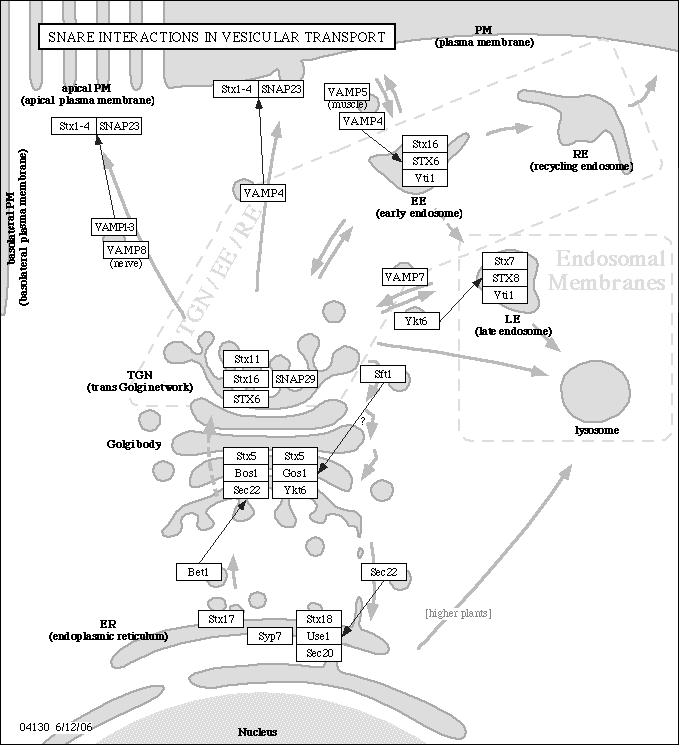 SNARE INTERACTIONS IN VESICULAR TRANSPORT
PM
(plasma membrane)
apical PM
(apical plasma membrane)
Stx1-4 SNAP23
Stx1-4 SNAP23
VAMP5
(muscle)
VAMP4
Stx16
STX6
Vti1
EE
(early endosome)
RE
(recycling endosome)
basolateral PM
(basolateral plasma membrane)
VAMP4
VAMP1-3
VAMP8
(nerve)
TGN/EE/RE
Endosomal
Membranes
VAMP7
Ykt6
Stx7
STX8
Vti1
LE
(late endosome)
TGN
(trans Golgi network)
Stx11
Stx16 SNAP29
STX6
Sft1
?
lysosome
Golgi body
Stx5 Stx5
Bos1 Gos1
Sec22 Ykt6
Bet1
Sec22
[higher plants]
ER
(endoplasmic reticulum)
Stx17
Syp7
Stx18
Use1
Sec20
04130 6/12/06
Nucleus